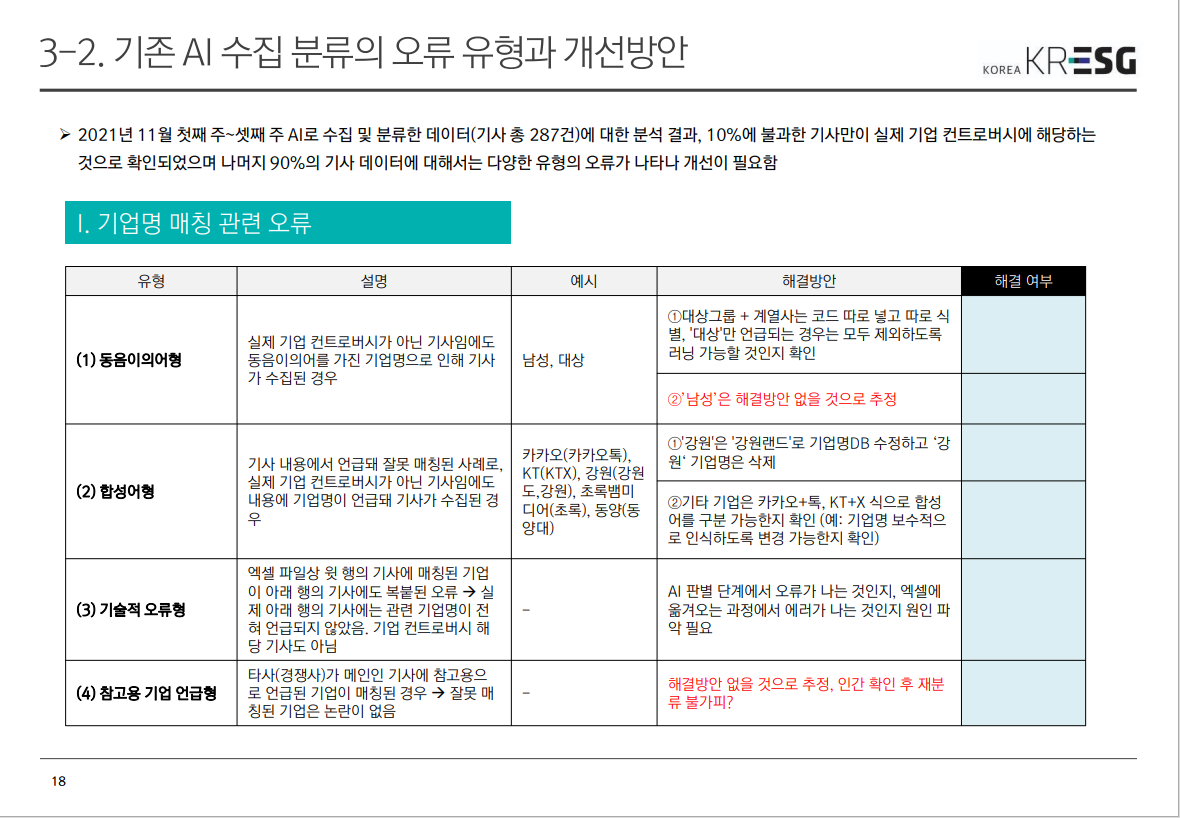 3-2. 기존 AI 수집 분류의 오류 유형과 개선방안
KOREA KRESG
➢ 2021년 11월 첫째 주~셋째 주 AI로 수집 및 분류한 데이터(기사 총 287건)에 대한 분석 결과, 10%에 불과한 기사만이 실제 기업 컨트로버시에 해당하는
것으로 확인되었으며 나머지 90%의 기사 데이터에 대해서는 다양한 유형의 오류가 나타나 개선이 필요함
I. 기업명 매칭 관련 오류
유형
설명
예시
해결방안
해결 여부
(1) 동음이의어형
실제 기업 컨트로버시가 아닌 기사임에도
동음이의어를 가진 기업명으로 인해 기사
가 수집된 경우
남성, 대상
①대상그룹 + 계열사는 코드 따로 넣고 따로 식
별, '대상'만 언급되는 경우는 모두 제외하도록
러닝 가능할 것인지 확인
②’남성’은 해결방안 없을 것으로 추정
(2) 합성어형
기사 내용에서 언급돼 잘못 매칭된 사례로,
실제 기업 컨트로버시가 아닌 기사임에도
내용에 기업명이 언급돼 기사가 수집된 경
우
카카오(카카오톡),
KT(KTX), 강원(강원
도,강원), 초록뱀미
디어(초록), 동양(동
양대)
①'강원'은 '강원랜드'로 기업명DB 수정하고 ‘강
원‘ 기업명은 삭제
②기타 기업은 카카오+톡, KT+X 식으로 합성
어를 구분 가능한지 확인 (예: 기업명 보수적으
로 인식하도록 변경 가능한지 확인)
(3) 기술적 오류형
엑셀 파일상 윗 행의 기사에 매칭된 기업
이 아래 행의 기사에도 복붙된 오류 → 실
제 아래 행의 기사에는 관련 기업명이 전
혀 언급되지 않았음. 기업 컨트로버시 해
당 기사도 아님
–
AI 판별 단계에서 오류가 나는 것인지, 엑셀에
옮겨오는 과정에서 에러가 나는 것인지 원인 파
악 필요
(4) 참고용 기업 언급형
타사(경쟁사)가 메인인 기사에 참고용으
로 언급된 기업이 매칭된 경우 → 잘못 매
칭된 기업은 논란이 없음
–
해결방안 없을 것으로 추정, 인간 확인 후 재분
류 불가피?
18